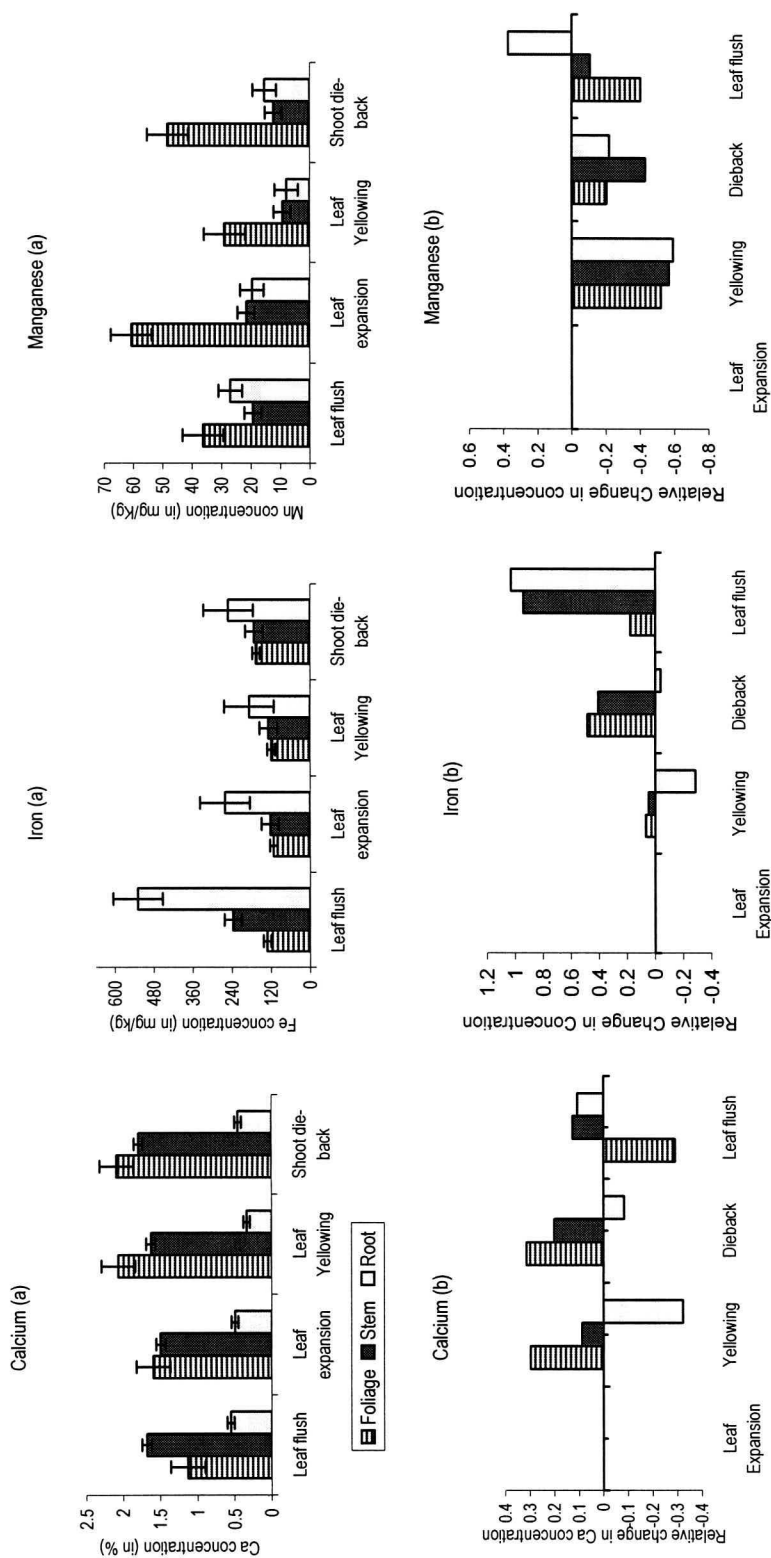 Calcium (a)
Ca concentration (in %)
2.5
2
1.5
1
0.5
0
Leaf flush
Leaf
expansion
Leaf
Yellowing
Shoot die-
back
Foliage Stem Root
Iron (a)
Fe concentration (in mg/kg)
600
480
360
240
120
0
Leaf flush
Leaf
expansion
Leaf
Yellowing
Shoot die-
back
Manganese (a)
Mn concentration (in mg/Kg)
70
60
50
40
30
20
10
0
Leaf flush
Leaf
expansion
Leaf
Yellowing
Shoot die-
back
Calcium (b)
Relative change in Ca concentration
0.4
0.3
0.2
0.1
0
-0.1
-0.2
-0.3
-0.4
Leaf
Expansion
Yellowing
Dieback
Leaf flush
Iron (b)
Relative Change in Concentration
1.2
1
0.8
0.6
0.4
0.2
0
-0.2
-0.4
Leaf
Expansion
Yellowing
Dieback
Leaf flush
Manganese (b)
Relative Change in concentration
0.6
0.4
0.2
0
-0.2
-0.4
-0.6
-0.8
Leaf
Expansion
Yellowing
Dieback
Leaf flush